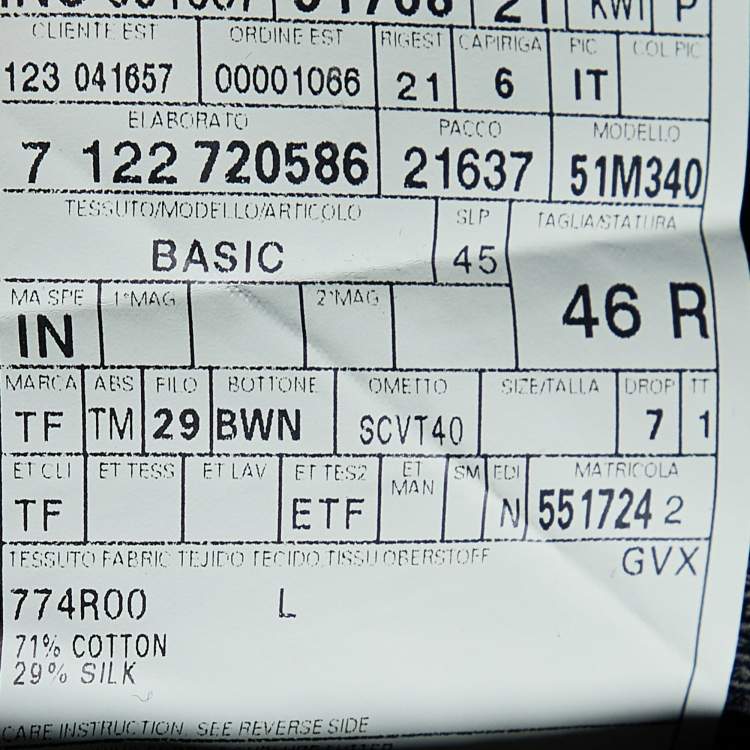 21 KWT P
CLIENTE EST ORDINE EST RIGEST CAPIRIGA PIC COL PIC
123 041657 00001066 21 6 IT
ELABORATO PACCO MODELLO
7 122 720586 21637 51M340
TESSUTO/MODELLO/ARTICOLO SLP TAGLIA/STATURA
BASIC 45 46 R
MA SPE 1°MAG 2°MAG
IN
MARCA ABS FILO BOTTONE OMETTO SIZE/TALLA DROP TT
TF TM 29 BWN SCVT40 7 1
ET CLI ET TESS ET LAV ET TES2 ET MAN SM EDI MATRICOLA
TF ETF N 551724 2
TESSUTO FABRIC TEJIDO TECIDO TISSU OBERSTOFF GVX
774R00 L
71% COTTON
29% SILK
CARE INSTRUCTION, SEE REVERSE SIDE